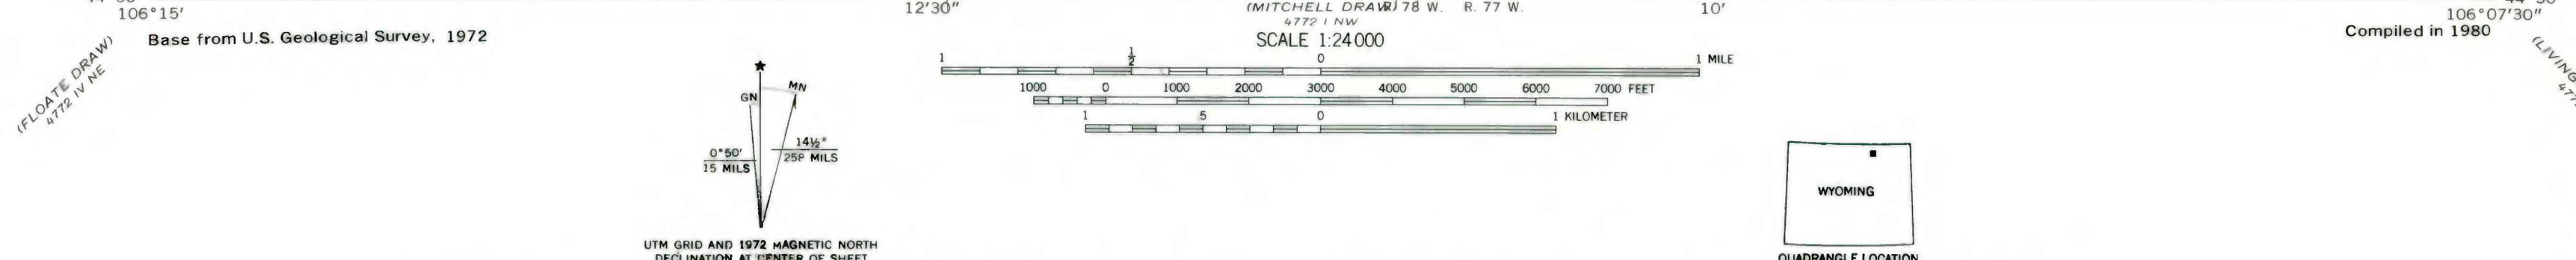 106°15'
12'30"
(MITCHELL DRAW)
R. 78 W. R. 77 W.
4772 I NW
10'
106°07'30"
(FLOATE DRAW)
4772 IV NE
Base from U.S. Geological Survey, 1972
SCALE 1:24000
Compiled in 1980
1 ½ 0 1 MILE
1000 0 1000 2000 3000 4000 5000 6000 7000 FEET
1 5 0 1 KILOMETER
★
GN
MN
0°50'
15 MILS
14½°
258 MILS
UTM GRID AND 1972 MAGNETIC NORTH
DECLINATION AT CENTER OF SHEET
WYOMING
QUADRANGLE LOCATION